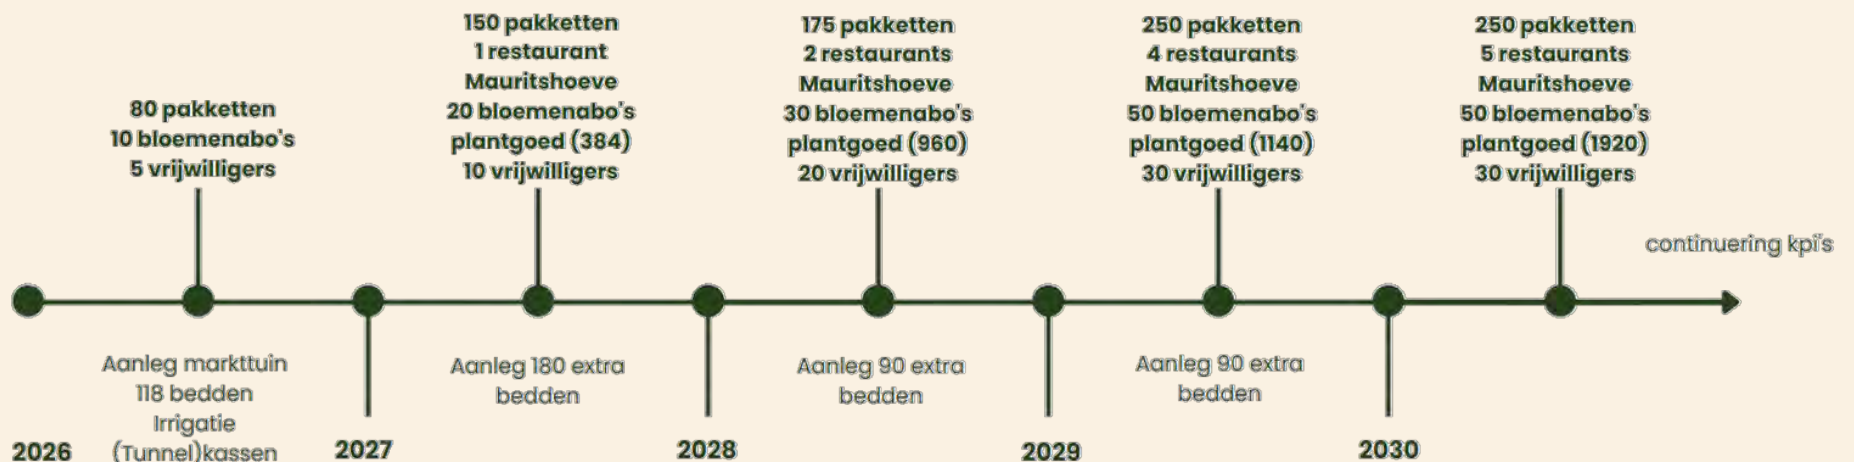 80 pakketten
10 bloemenabo's
5 vrijwilligers
150 pakketten
1 restaurant
Mauritshoeve
20 bloemenabo's
plantgoed (384)
10 vrijwilligers
175 pakketten
2 restaurants
Mauritshoeve
30 bloemenabo's
plantgoed (960)
20 vrijwilligers
250 pakketten
4 restaurants
Mauritshoeve
50 bloemenabo's
plantgoed (1140)
30 vrijwilligers
250 pakketten
5 restaurants
Mauritshoeve
50 bloemenabo's
plantgoed (1920)
30 vrijwilligers
continuering kpi's
Aanleg markttuin
118 bedden
Irrigatie
(Tunnel)kassen
Aanleg 180 extra
bedden
Aanleg 90 extra
bedden
Aanleg 90 extra
bedden
2026
2027
2028
2029
2030